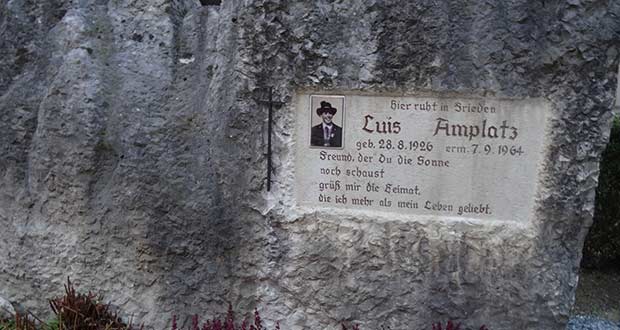 Hier ruht in Frieden
Luis Amplatz
geb. 28.8.1926 erm. 7.9.1964
Freund, der Du die Sonne
noch schaust
grüß mir die Heimat,
die ich mehr als mein Leben geliebt.